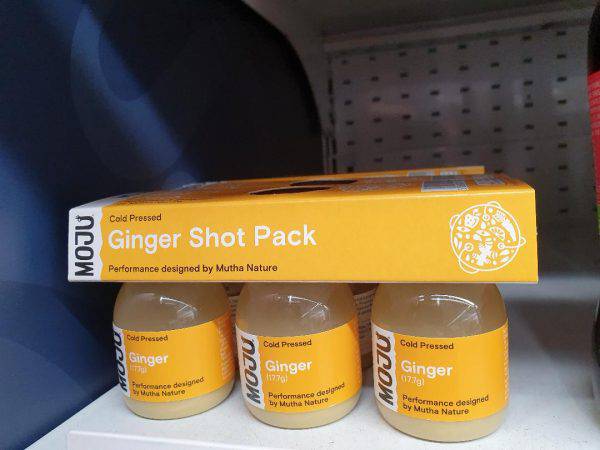 MOJU
Cold Pressed
Ginger Shot Pack
Performance designed by Mutha Nature
MOJU
Cold Pressed
Ginger
(17.7g)
Performance designed
by Mutha Nature
MOJU
Cold Pressed
Ginger
(17.7g)
Performance designed
by Mutha Nature
MOJU
Cold Pressed
Ginger
(17.7g)
Performance designed
by Mutha Nature